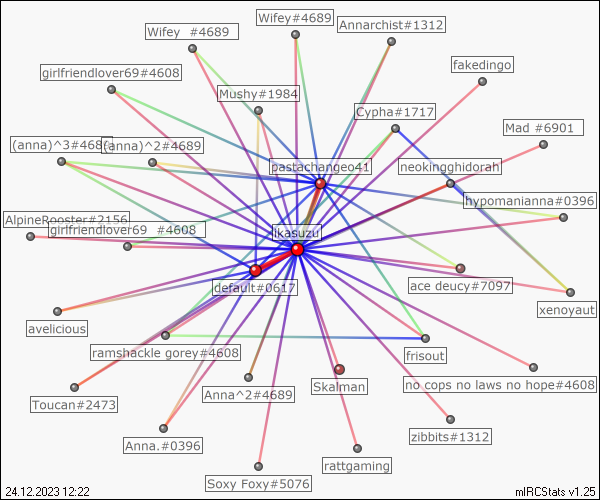 Wifey#4689
Wifey  #4689
Annarchist#1312
fakedingo
girlfriendlover69#4608
Mushy#1984
Cypha#1717
Mad #6901
(anna)^3#4689
(anna)^2#4689
pastachangeo41
neokingghidorah
hypomanianna#0396
AlpineRooster#2156
girlfriendlover69  #4608
likasuzu
default#0617
ace deucy#7097
xenoyaut
avelicious
ramshackle gorey#4608
frisout
Skalman
no cops no laws no hope#4608
Anna^2#4689
Toucan#2473
zibbits#1312
Anna.#0396
rattgaming
Soxy Foxy#5076
24.12.2023 12:22
mIRCStats v1.25